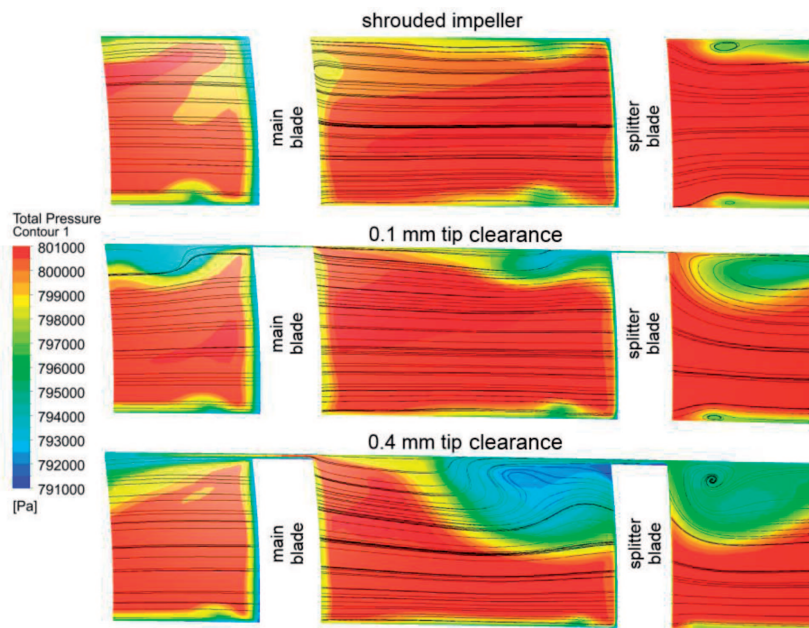 shrouded impeller
main
blade
splitter
blade
0.1 mm tip clearance
main
blade
splitter
blade
Total Pressure
Contour 1
801000
800000
799000
798000
797000
796000
795000
794000
793000
792000
791000
[Pa]
0.4 mm tip clearance
main
blade
splitter
blade